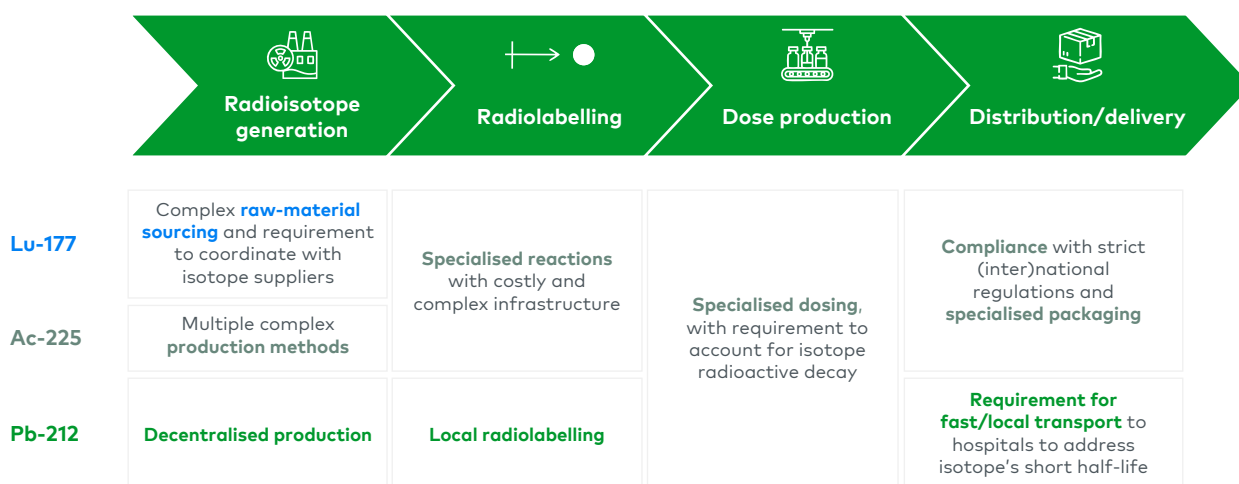 Radioisotope
generation
Radiolabelling
Dose production
Distribution/delivery
Lu-177
Complex raw-material
sourcing and requirement
to coordinate with
isotope suppliers
Specialised reactions
with costly and
complex infrastructure
Specialised dosing,
with requirement to
account for isotope
radioactive decay
Compliance with strict
(inter)national
regulations and
specialised packaging
Ac-225
Multiple complex
production methods
Pb-212
Decentralised production
Local radiolabelling
Requirement for
fast/local transport to
hospitals to address
isotope's short half-life